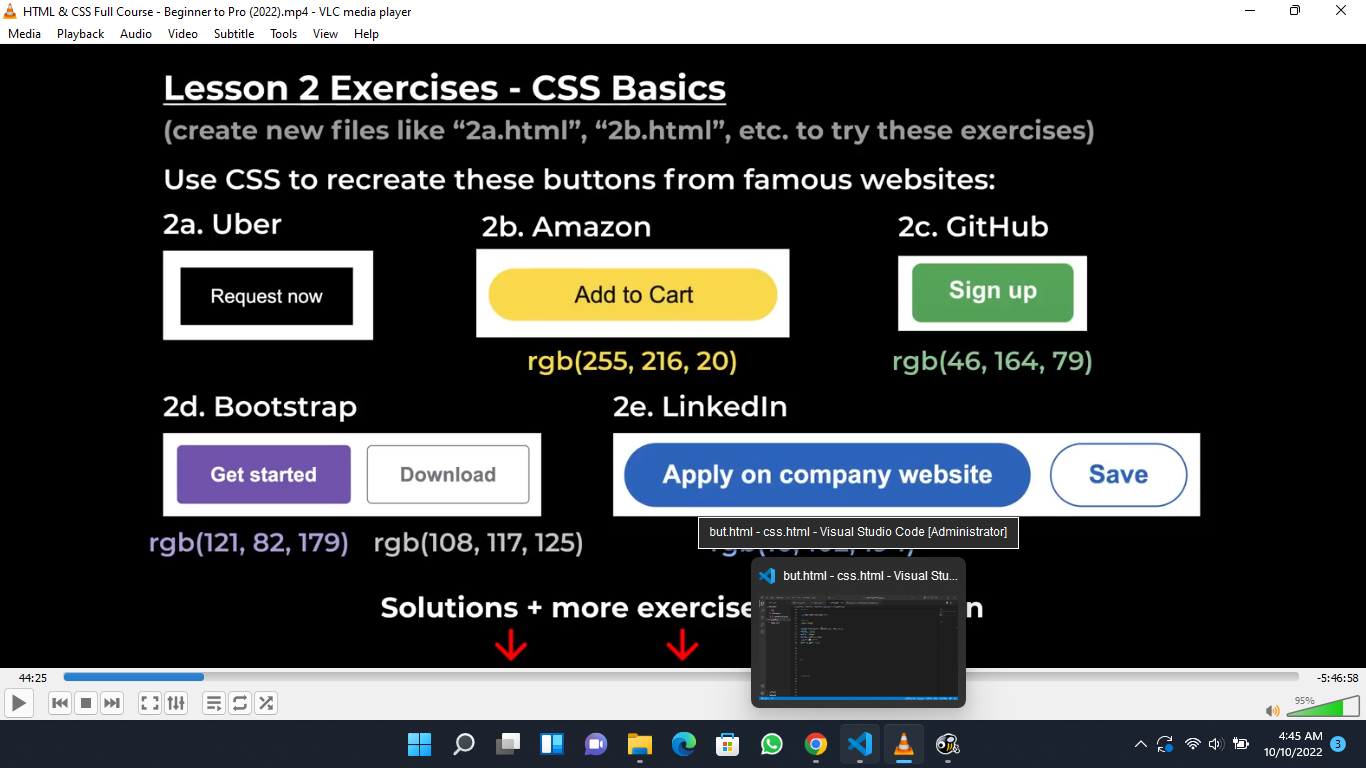 HTML & CSS Full Course - Beginner to Pro (2022).mp4 - VLC media player
Media Playback Audio Video Subtitle Tools View Help
Lesson 2 Exercises - CSS Basics
(create new files like “2a.html”, “2b.html”, etc. to try these exercises)
Use CSS to recreate these buttons from famous websites:
2a. Uber
2b. Amazon
2c. GitHub
Request now
Add to Cart
Sign up
rgb(255, 216, 20)
rgb(46, 164, 79)
2d. Bootstrap
2e. LinkedIn
Get started
Download
Apply on company website
Save
rgb(121, 82, 179)
rgb(108, 117, 125)
but.html - css.html - Visual Studio Code [Administrator]
but.html - css.html - Visual Stu...
Solutions + more exercise
44:25
-5:46:58
95%
4:45 AM
10/10/2022
3